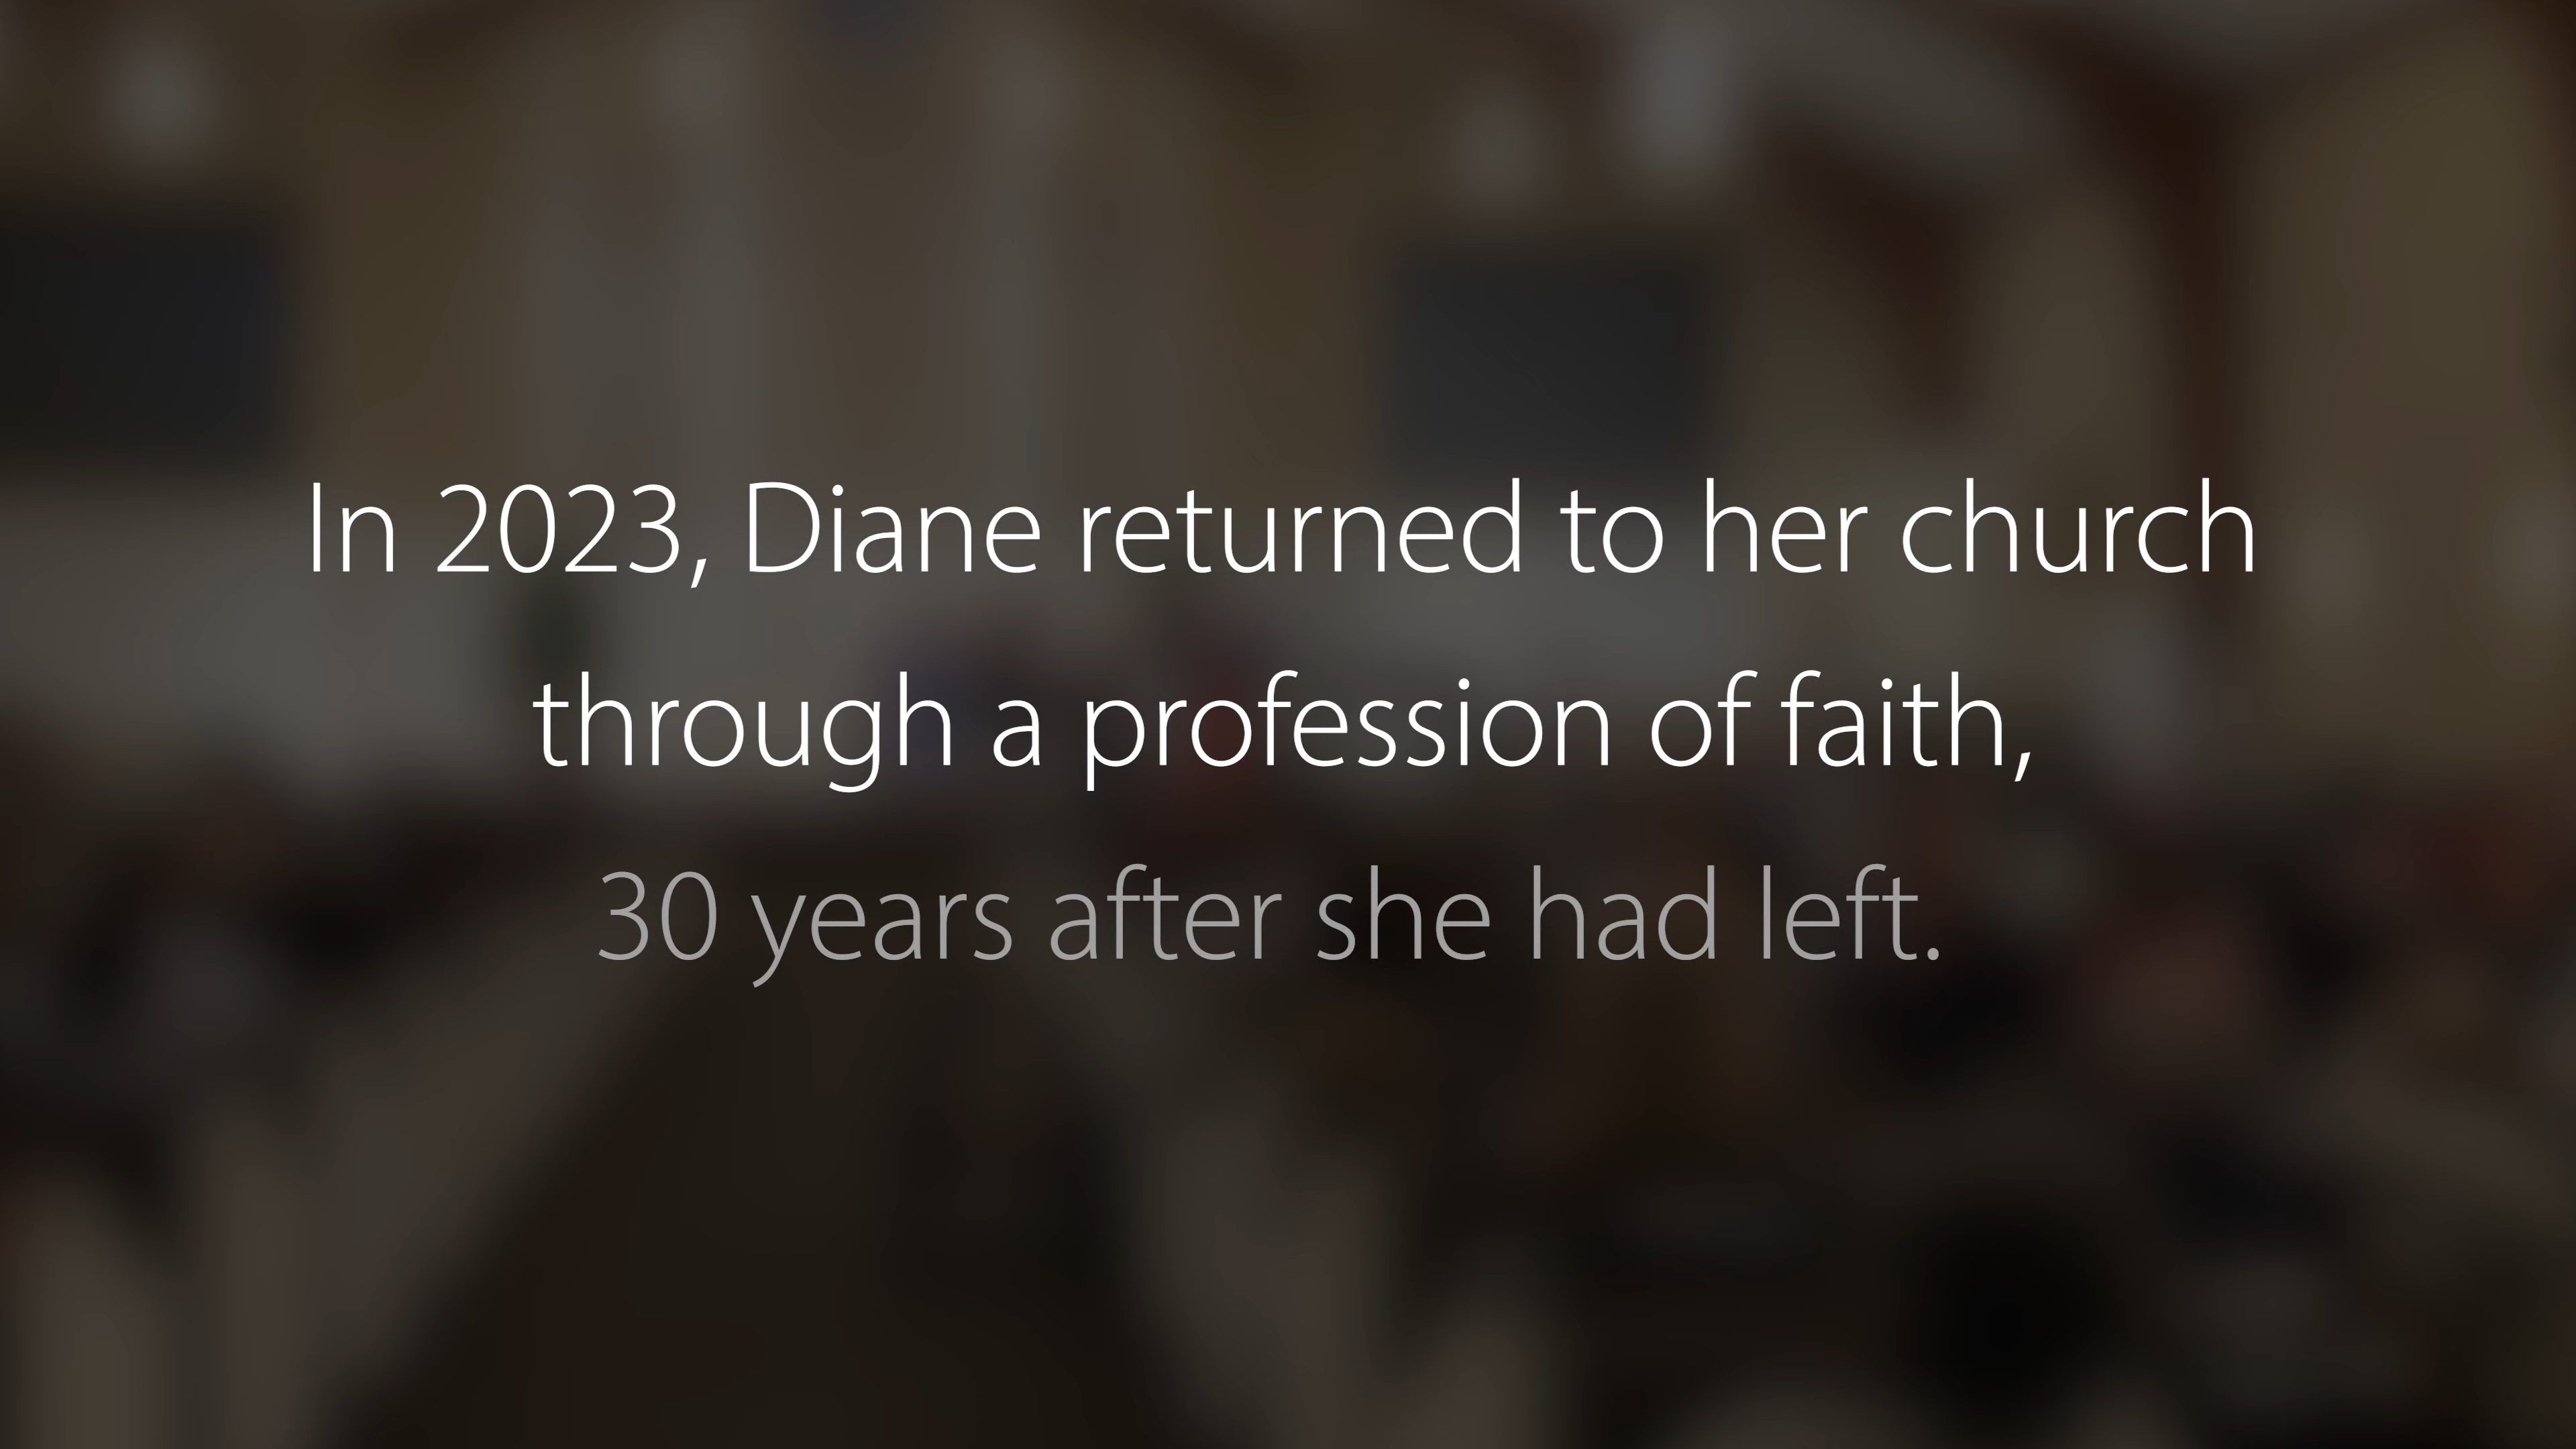 In 2023, Diane returned to her church
through a profession of faith,
30 years after she had left.